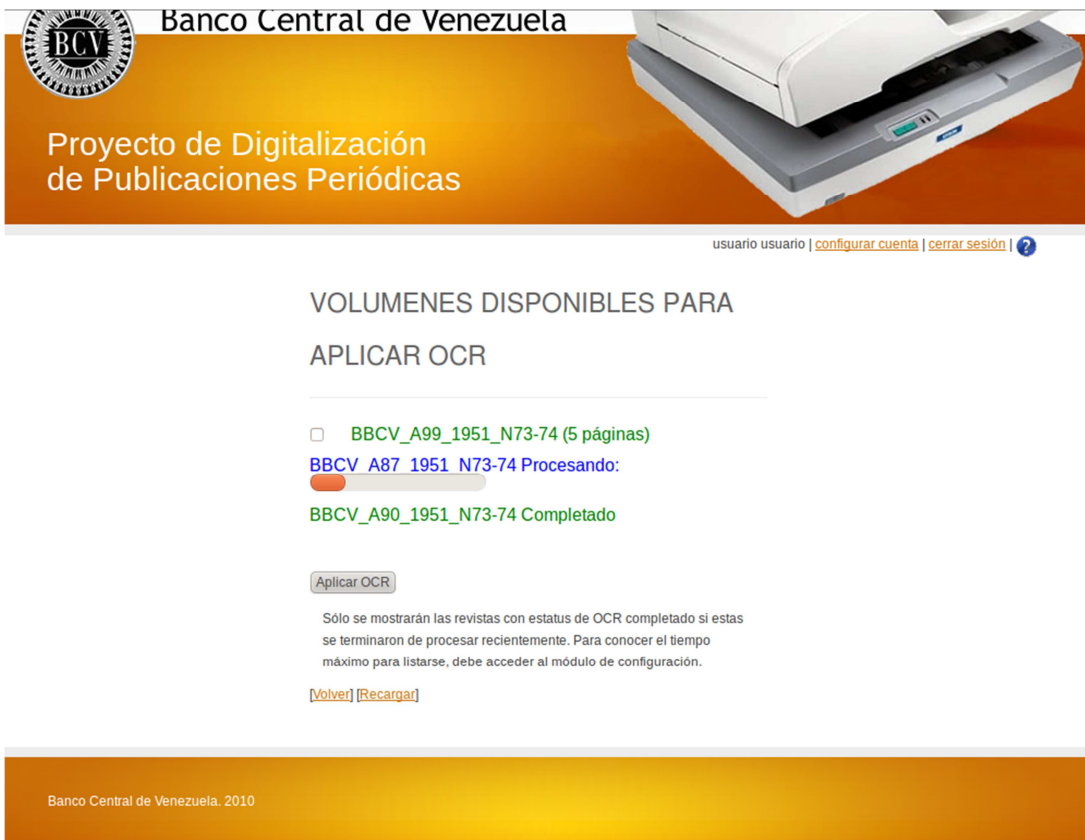 Banco Central de Venezuela
BCV
Proyecto de Digitalización
de Publicaciones Periódicas
usuario usuario | configurar cuenta | cerrar sesión | ?
VOLUMENES DISPONIBLES PARA
APLICAR OCR
BBCV_A99_1951_N73-74 (5 páginas)
BBCV_A87_1951_N73-74 Procesando:
BBCV_A90_1951_N73-74 Completado
Aplicar OCR
Sólo se mostrarán las revistas con estatus de OCR completado si estas
se terminaron de procesar recientemente. Para conocer el tiempo
máximo para listarse, debe acceder al módulo de configuración.
[Volver] [Recargar]
Banco Central de Venezuela. 2010